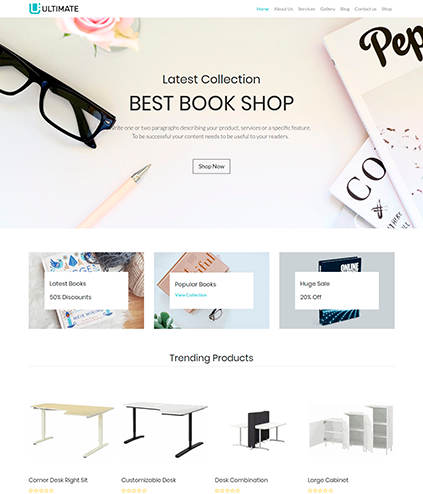 ULTIMATE
Home About Us Services Gallery Blog Contact us Shop
Pep
Latest Collection
BEST BOOK SHOP
Write one or two paragraphs describing your product, services or a specific feature.
To be successful your content needs to be useful to your readers.
Shop Now
CO
Latest Books
50% Discounts
Popular Books
View Collection
Huge Sale
20% Off
ONLINE
Trending Products
Corner Desk Right Sit
Customizable Desk
Desk Combination
Large Cabinet